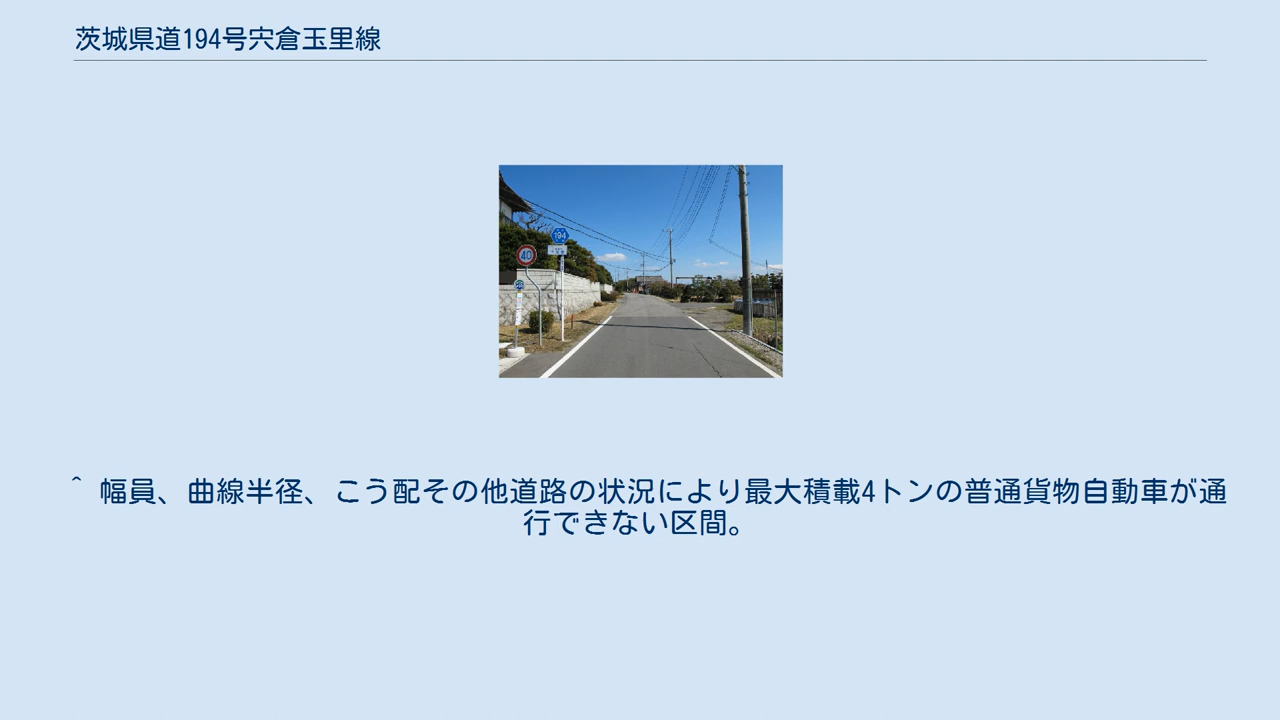 茨城県道194号宍倉玉里線
194
40
^ 幅員、曲線半径、こう配その他道路の状況により最大積載4トンの普通貨物自動車が通
行できない区間。